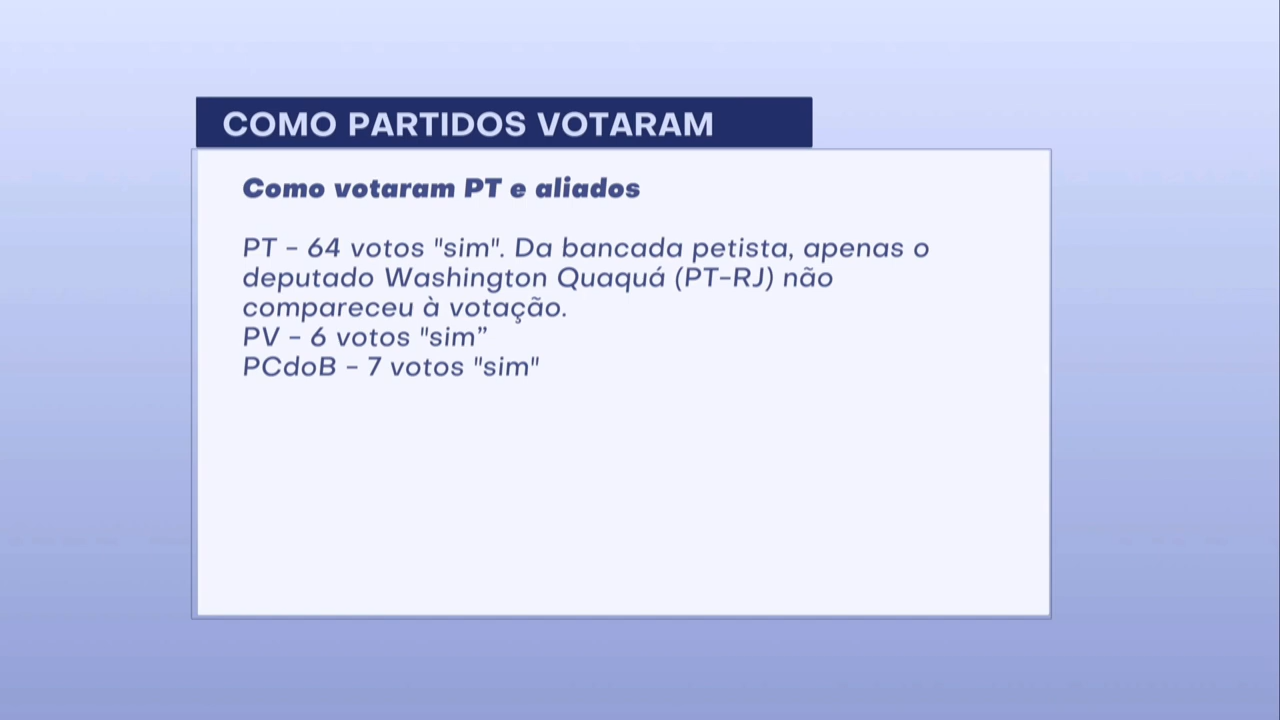 COMO PARTIDOS VOTARAM
Como votaram PT e aliados
PT - 64 votos "sim". Da bancada petista, apenas o
deputado Washington Quaquá (PT-RJ) não
compareceu à votação.
PV - 6 votos "sim”
PCdoB - 7 votos "sim"